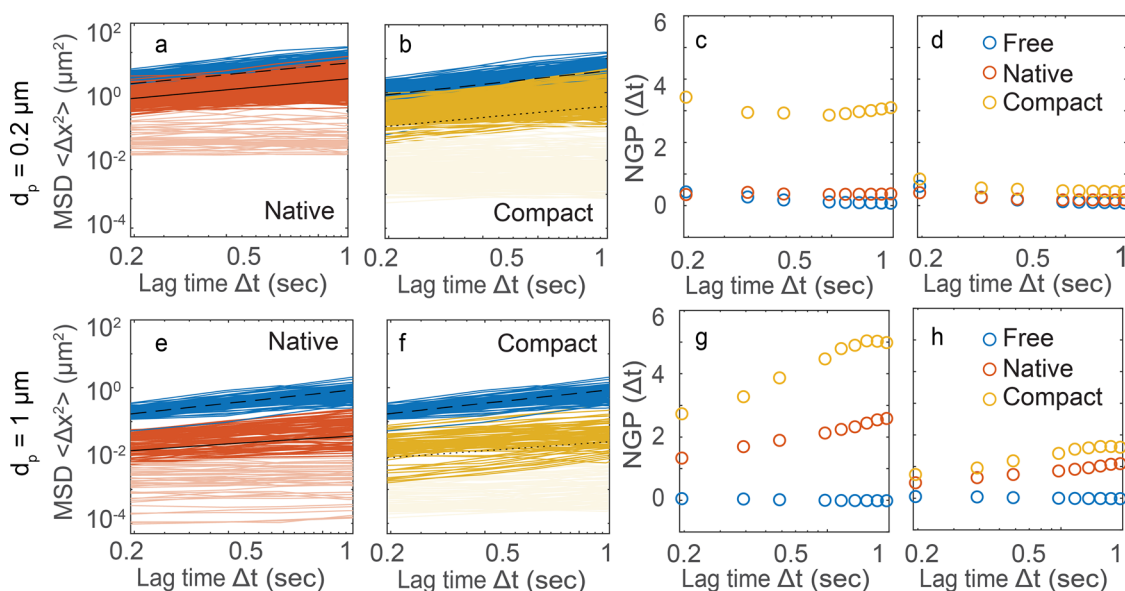 a
b
c
d
10²
10⁰
10⁻²
10⁻⁴
d_p = 0.2 µm
MSD <Δx²> (µm²)
Native
Compact
0.2 0.5 1
Lag time Δt (sec)
0.2 0.5 1
Lag time Δt (sec)
6
4
2
0
NGP (Δt)
0.2 0.5 1
Lag time Δt (sec)
Free
Native
Compact
0.2 0.5 1
Lag time Δt (sec)
e
f
g
h
Native
Compact
10²
10⁰
10⁻²
10⁻⁴
d_p = 1 µm
MSD <Δx²> (µm²)
0.2 0.5 1
Lag time Δt (sec)
0.2 0.5 1
Lag time Δt (sec)
6
4
2
0
NGP (Δt)
0.2 0.5 1
Lag time Δt (sec)
Free
Native
Compact
0.2 0.5 1
Lag time Δt (sec)